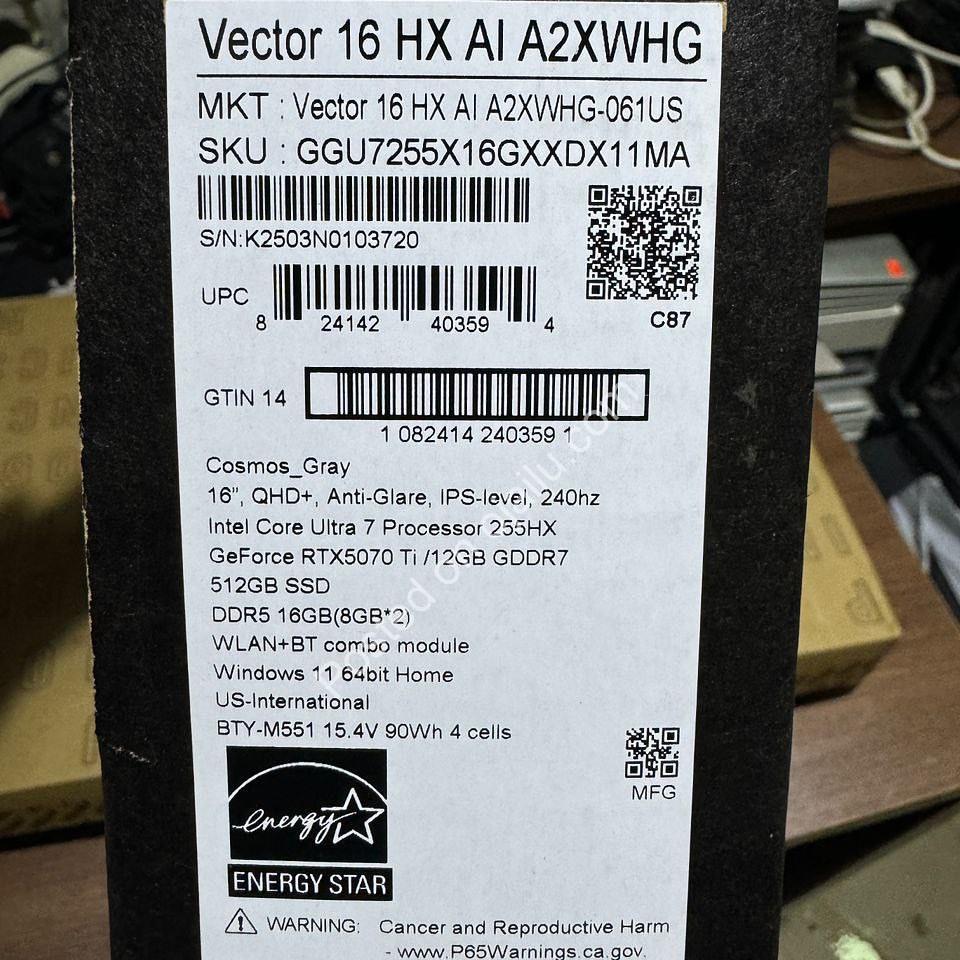 Vector 16 HX AI A2XWHG
MKT : Vector 16 HX AI A2XWHG-061US
SKU : GGU7255X16GXXDX11MA
S/N:K2503N0103720
UPC
8 24142 40359 4
C87
GTIN 14
1 082414 240359 1
Cosmos_Gray
16", QHD+, Anti-Glare, IPS-level, 240hz
Intel Core Ultra 7 Processor 255HX
GeForce RTX5070 Ti /12GB GDDR7
512GB SSD
DDR5 16GB(8GB*2)
WLAN+BT combo module
Windows 11 64bit Home
US-International
BTY-M551 15.4V 90Wh 4 cells
MFG
energy
ENERGY STAR
WARNING: Cancer and Reproductive Harm
- www.P65Warnings.ca.gov.